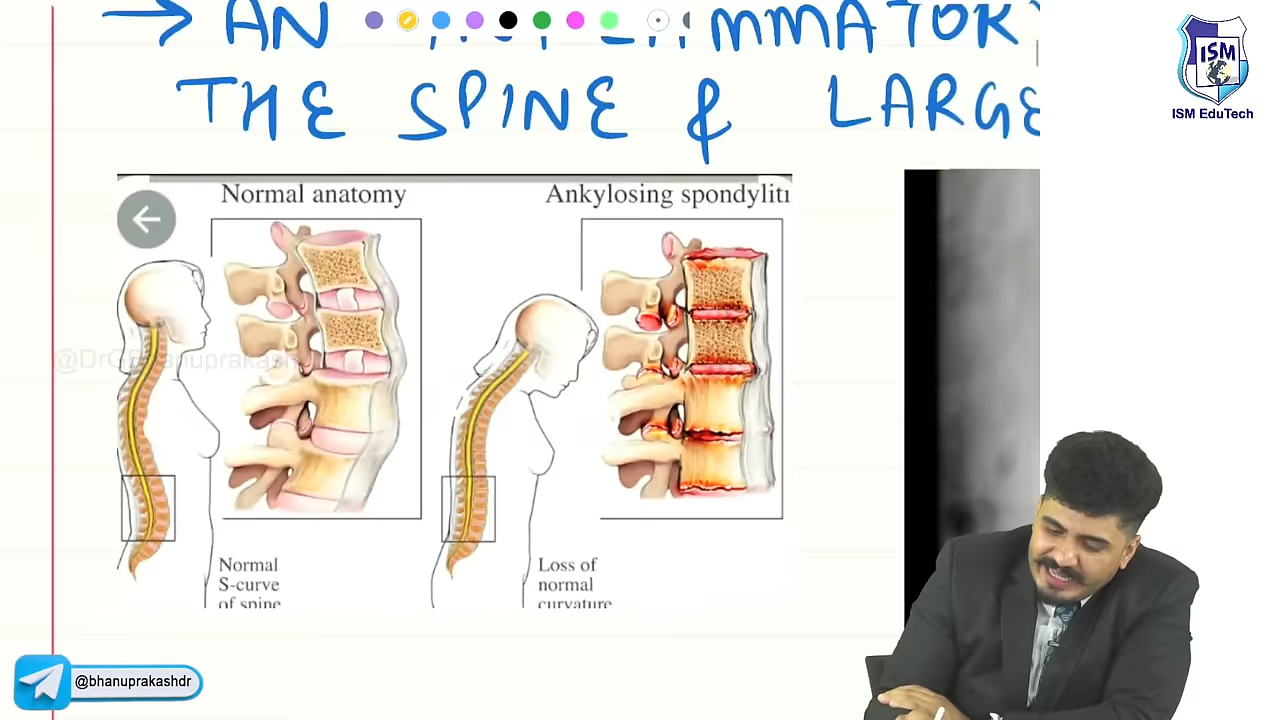 → AN
THE SPINE & LARGE
ISM
ISM EduTech
Normal anatomy
Ankylosing spondyliti
Normal
S-curve
of spine
Loss of
normal
curvature
@bhanuprakashdr